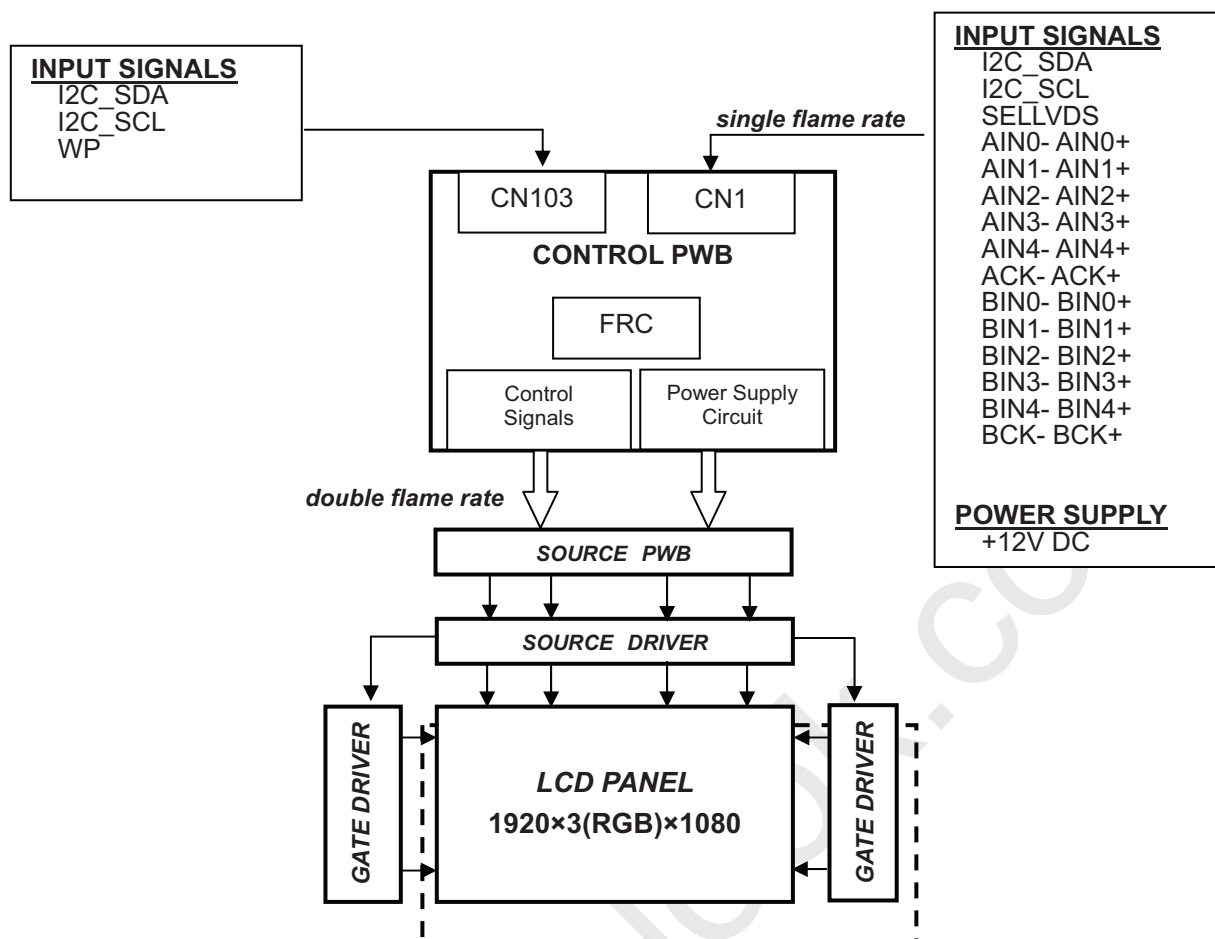 INPUT SIGNALS
I2C_SDA
I2C_SCL
WP
INPUT SIGNALS
I2C_SDA
I2C_SCL
SELLVDS
AIN0- AIN0+
AIN1- AIN1+
AIN2- AIN2+
AIN3- AIN3+
AIN4- AIN4+
ACK- ACK+
BIN0- BIN0+
BIN1- BIN1+
BIN2- BIN2+
BIN3- BIN3+
BIN4- BIN4+
BCK- BCK+
POWER SUPPLY
+12V DC
single flame rate
CN103
CN1
CONTROL PWB
FRC
Control
Signals
Power Supply
Circuit
double flame rate
SOURCE PWB
SOURCE DRIVER
GATE DRIVER
LCD PANEL
1920×3(RGB)×1080
GATE DRIVER